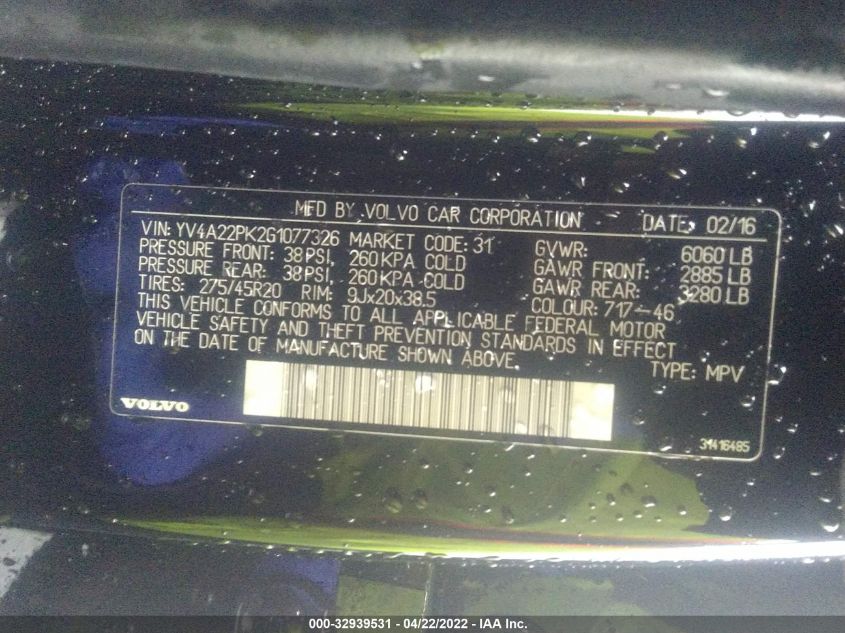 MFD BY VOLVO CAR CORPORATION DATE: 02/16
VIN: YV4A22PK2G1077326 MARKET CODE: 31 GVWR: 6060 LB
PRESSURE FRONT: 38 PSI, 260 KPA COLD GAWR FRONT: 2885 LB
PRESSURE REAR: 38 PSI, 260 KPA COLD GAWR REAR: 3280 LB
TIRES: 275/45R20 RIM: 9Jx20x38.5 COLOUR: 717-46
THIS VEHICLE CONFORMS TO ALL APPLICABLE FEDERAL MOTOR
VEHICLE SAFETY AND THEFT PREVENTION STANDARDS IN EFFECT
ON THE DATE OF MANUFACTURE SHOWN ABOVE.
TYPE: MPV
VOLVO
31416485
000-32939531 - 04/22/2022 - IAA Inc.